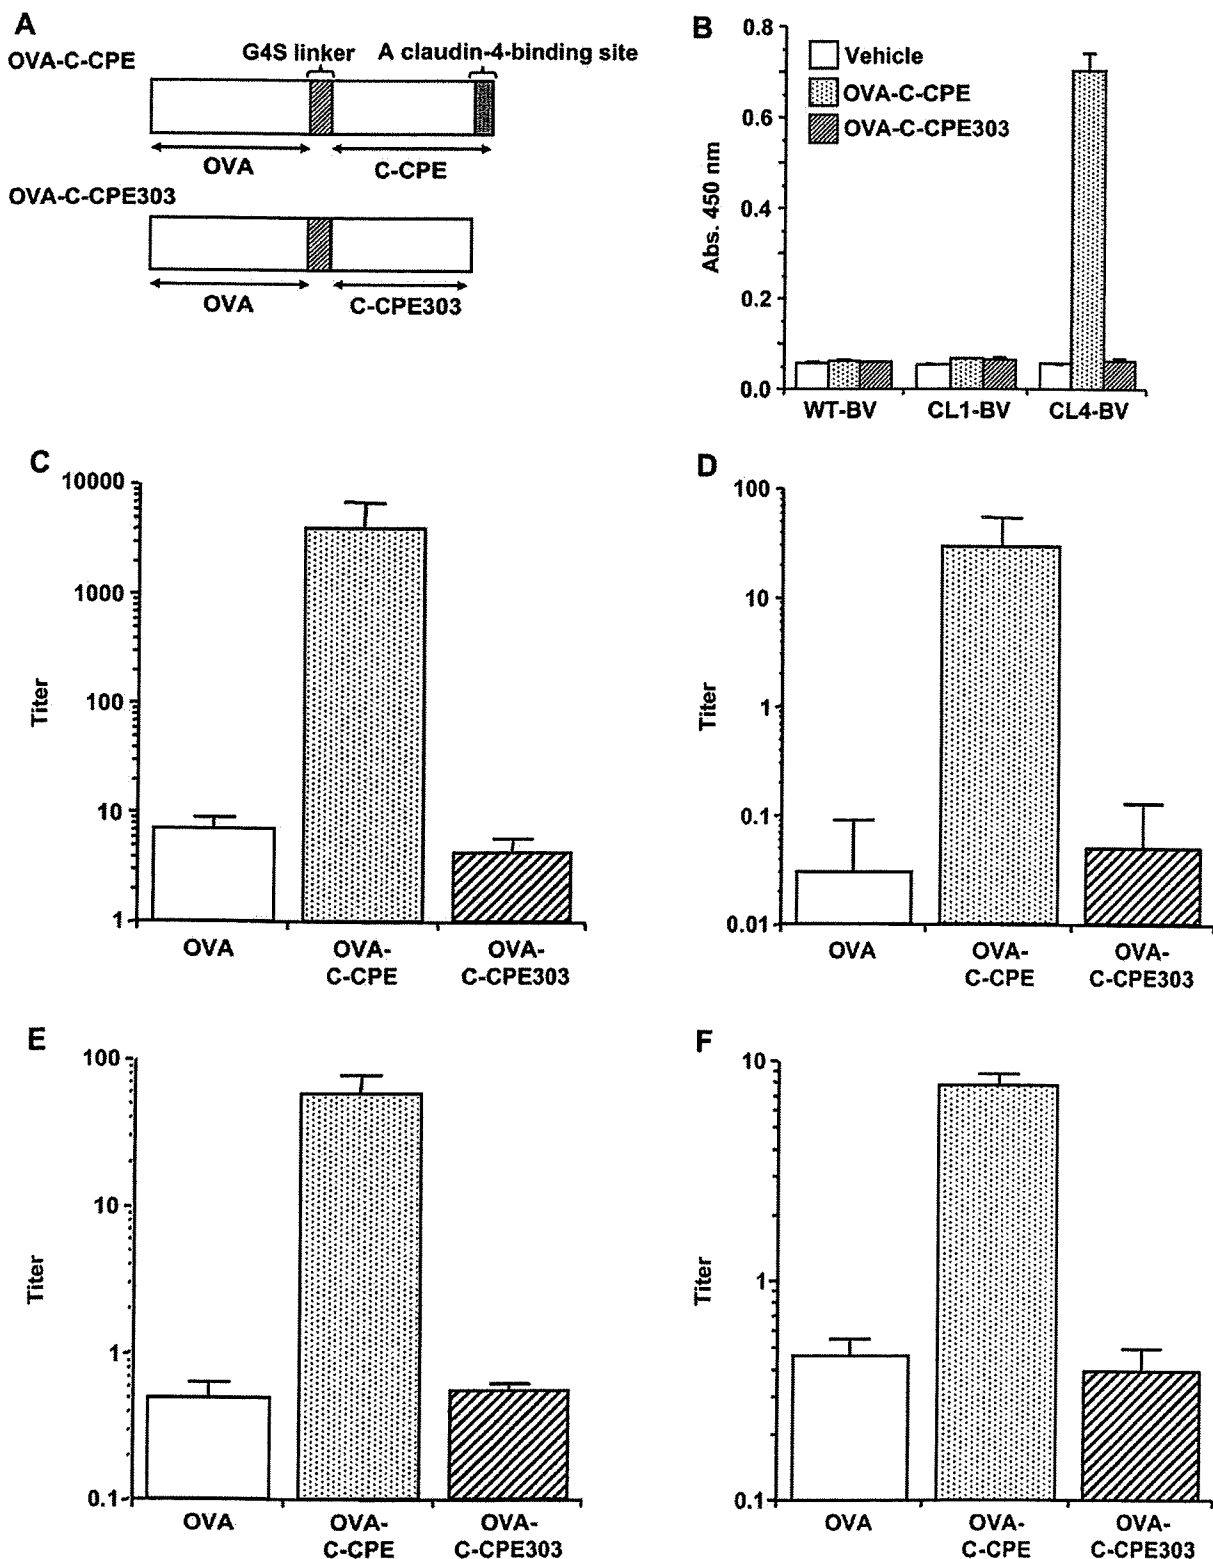 A
OVA-C-CPE
G4S linker
A claudin-4-binding site
OVA
C-CPE
OVA-C-CPE303
OVA
C-CPE303
B
Vehicle
OVA-C-CPE
OVA-C-CPE303
Abs. 450 nm
0.8
0.6
0.4
0.2
0.0
WT-BV
CL1-BV
CL4-BV
C
Titer
10000
1000
100
10
1
OVA
OVA-
C-CPE
OVA-
C-CPE303
D
Titer
100
10
1
0.1
0.01
OVA
OVA-
C-CPE
OVA-
C-CPE303
E
Titer
100
10
1
0.1
OVA
OVA-
C-CPE
OVA-
C-CPE303
F
Titer
10
1
0.1
OVA
OVA-
C-CPE
OVA-
C-CPE303